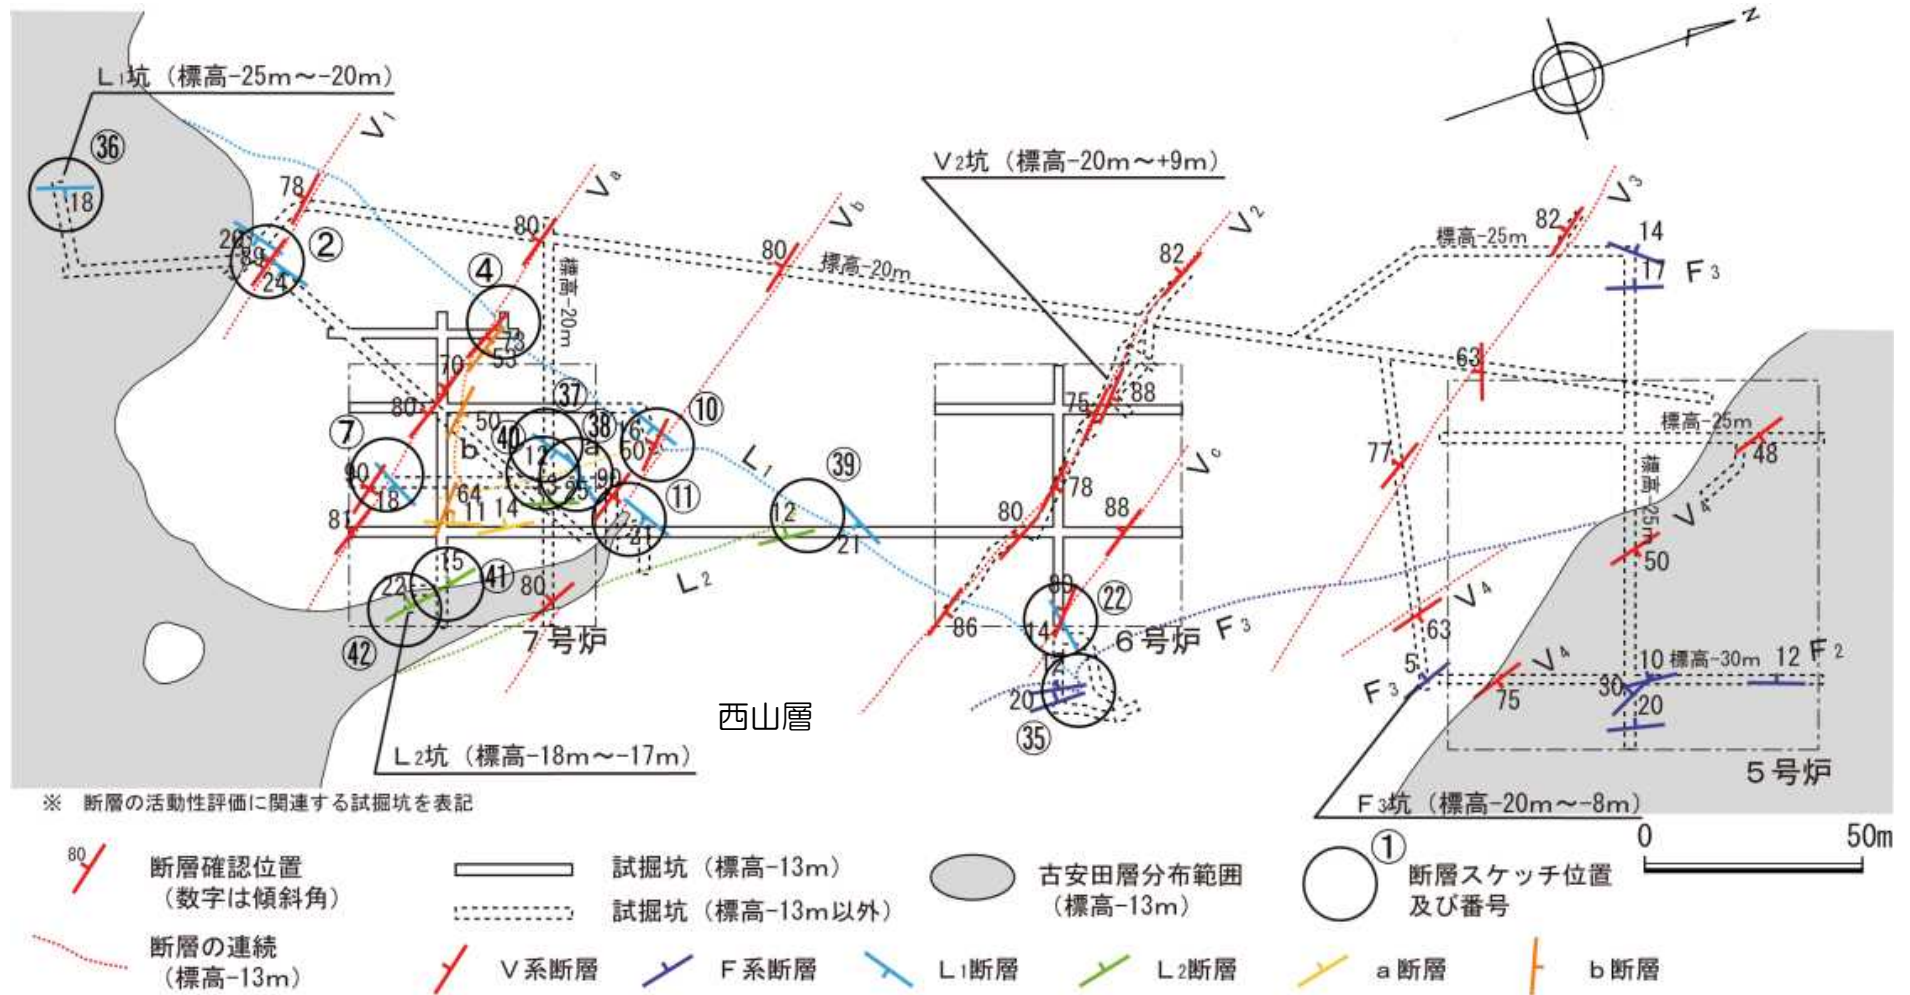 N
L₁坑（標高-25m～-20m）
㊱
18
V₁
78
②
26
89
24
Vₐ
80
④
73
53
標高-20m
V_b
80
標高-20m
V₂坑（標高-20m～+9m）
V₂
82
V₃
82
標高-25m
14
17
F₃
70
80
50
b
⑦
90
18
81
㊲
㊵
㊳
12
a
25
90
⑩
16
60
⑪
21
64
11
14
L₁
㊴
12
21
75
88
78
80
88
V_c
86
63
77
標高-25m
48
V₄
標高-25m
50
V₄
63
15
㊶
22
㊷
80
L₂
7号炉
㉒
14
6号炉
F₃
20
㉟
西山層
5
F₃
V₄
75
10
標高-30m
12
F₂
30
20
5号炉
L₂坑（標高-18m～-17m）
F₃坑（標高-20m～-8m）
※　断層の活動性評価に関連する試掘坑を表記
0
50m
80
断層確認位置
（数字は傾斜角）
試掘坑（標高-13m）
試掘坑（標高-13m以外）
古安田層分布範囲
（標高-13m）
①
断層スケッチ位置
及び番号
断層の連続
（標高-13m）
V系断層
F系断層
L₁断層
L₂断層
a断層
b断層